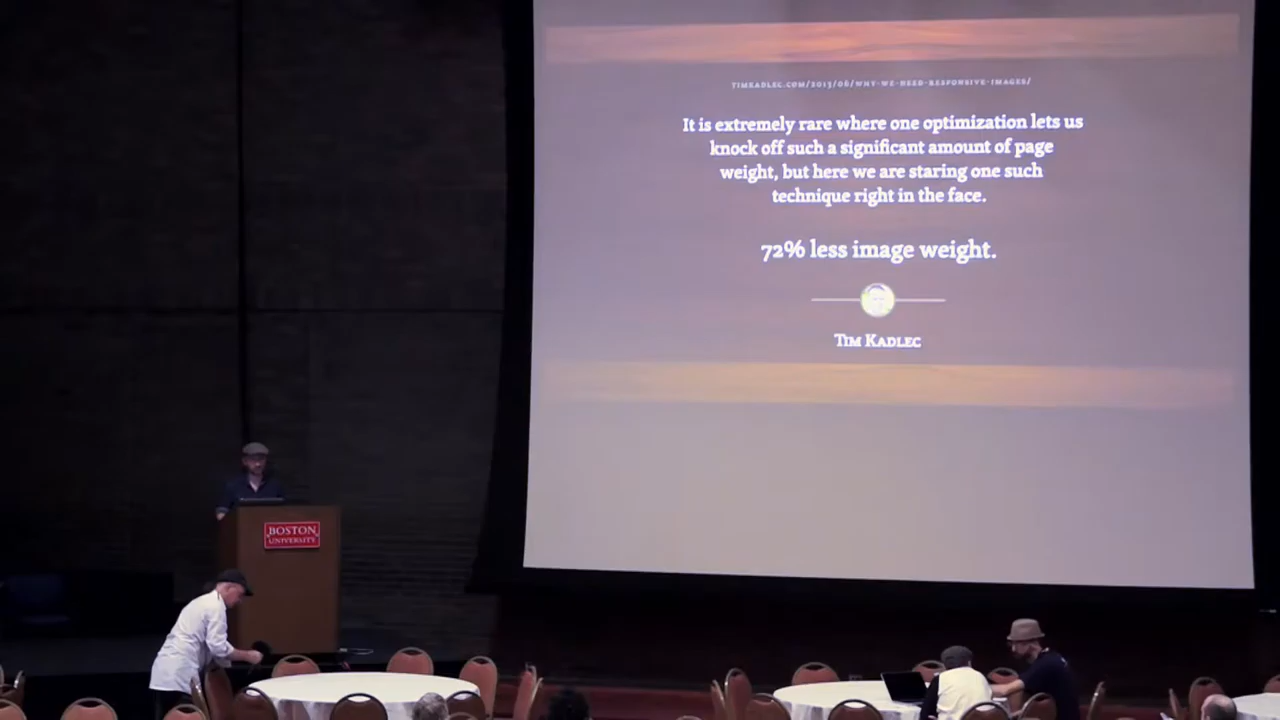 TIMKADLEC.COM/2013/06/WHY-WE-NEED-RESPONSIVE-IMAGES/
It is extremely rare where one optimization lets us
knock off such a significant amount of page
weight, but here we are staring one such
technique right in the face.
72% less image weight.
TIM KADLEC
BOSTON
UNIVERSITY